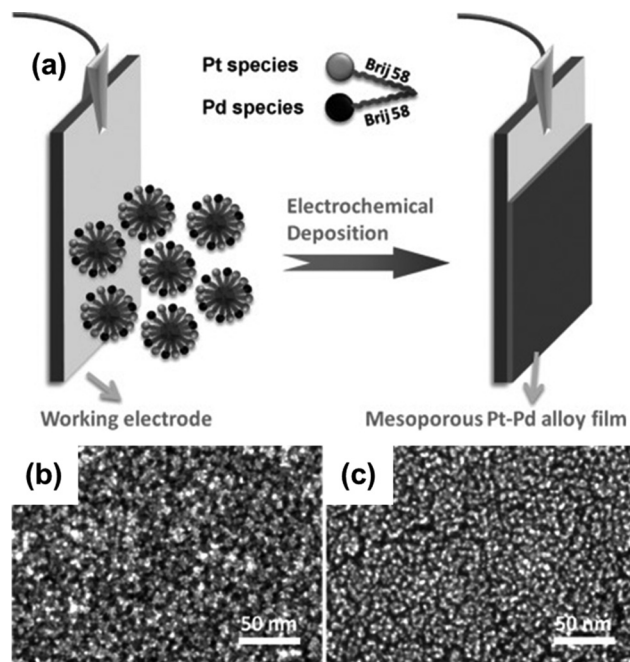 (a)
Pt species
Brij 58
Pd species
Brij 58
Electrochemical
Deposition
Working electrode
Mesoporous Pt-Pd alloy film
(b)
(c)
50 nm
50 nm